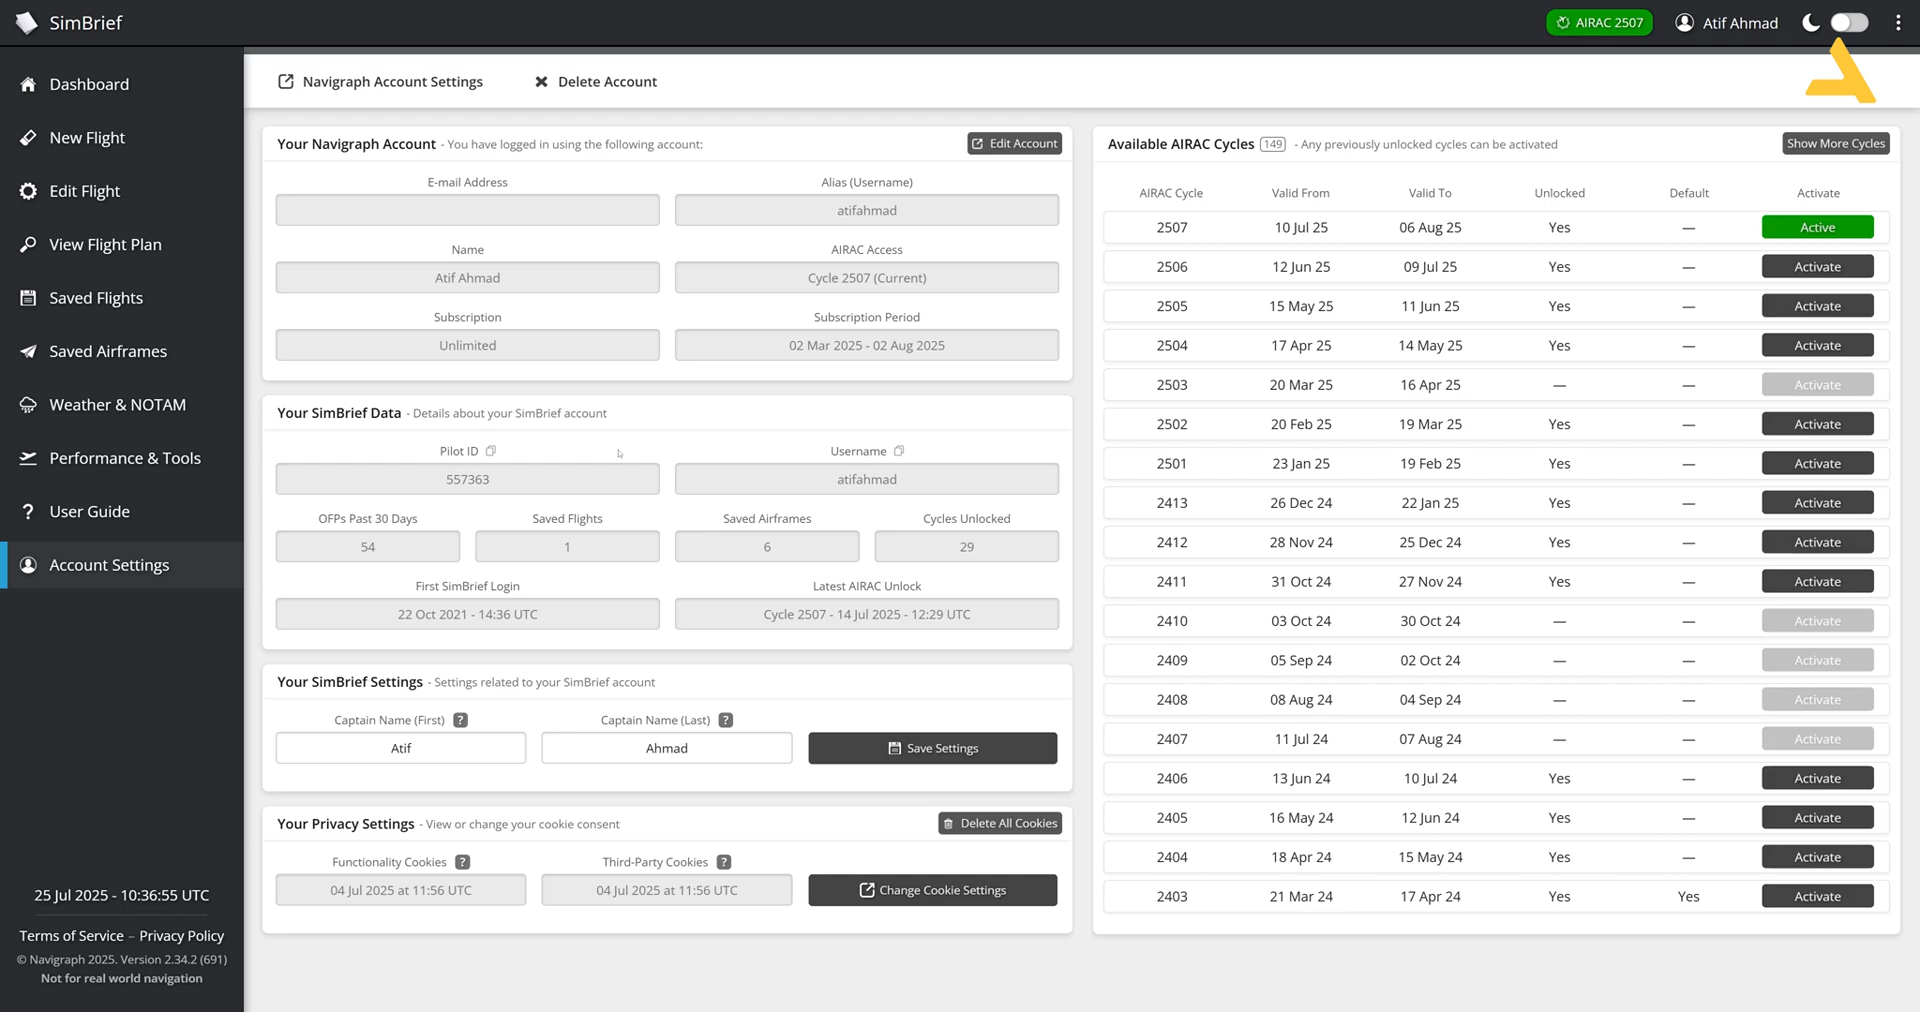 SimBrief
AIRAC 2507
Atif Ahmad
Dashboard
New Flight
Edit Flight
View Flight Plan
Saved Flights
Saved Airframes
Weather & NOTAM
Performance & Tools
? User Guide
Account Settings
25 Jul 2025 - 10:36:55 UTC
Terms of Service – Privacy Policy
© Navigraph 2025. Version 2.34.2 (691)
Not for real world navigation
Navigraph Account Settings
Delete Account
Your Navigraph Account - You have logged in using the following account:
Edit Account
E-mail Address Alias (Username)
atifahmad
Name AIRAC Access
Atif Ahmad Cycle 2507 (Current)
Subscription Subscription Period
Unlimited 02 Mar 2025 - 02 Aug 2025
Your SimBrief Data - Details about your SimBrief account
Pilot ID Username
557363 atifahmad
OFPs Past 30 Days Saved Flights Saved Airframes Cycles Unlocked
54 1 6 29
First SimBrief Login Latest AIRAC Unlock
22 Oct 2021 - 14:36 UTC Cycle 2507 - 14 Jul 2025 - 12:29 UTC
Your SimBrief Settings - Settings related to your SimBrief account
Captain Name (First) ? Captain Name (Last) ?
Atif Ahmad Save Settings
Your Privacy Settings - View or change your cookie consent
Delete All Cookies
Functionality Cookies ? Third-Party Cookies ?
04 Jul 2025 at 11:56 UTC 04 Jul 2025 at 11:56 UTC Change Cookie Settings
Available AIRAC Cycles 149 - Any previously unlocked cycles can be activated
Show More Cycles
AIRAC Cycle Valid From Valid To Unlocked Default Activate
2507 10 Jul 25 06 Aug 25 Yes — Active
2506 12 Jun 25 09 Jul 25 Yes — Activate
2505 15 May 25 11 Jun 25 Yes — Activate
2504 17 Apr 25 14 May 25 Yes — Activate
2503 20 Mar 25 16 Apr 25 — — Activate
2502 20 Feb 25 19 Mar 25 Yes — Activate
2501 23 Jan 25 19 Feb 25 Yes — Activate
2413 26 Dec 24 22 Jan 25 Yes — Activate
2412 28 Nov 24 25 Dec 24 Yes — Activate
2411 31 Oct 24 27 Nov 24 Yes — Activate
2410 03 Oct 24 30 Oct 24 — — Activate
2409 05 Sep 24 02 Oct 24 — — Activate
2408 08 Aug 24 04 Sep 24 — — Activate
2407 11 Jul 24 07 Aug 24 — — Activate
2406 13 Jun 24 10 Jul 24 Yes — Activate
2405 16 May 24 12 Jun 24 Yes — Activate
2404 18 Apr 24 15 May 24 Yes — Activate
2403 21 Mar 24 17 Apr 24 Yes Yes Activate